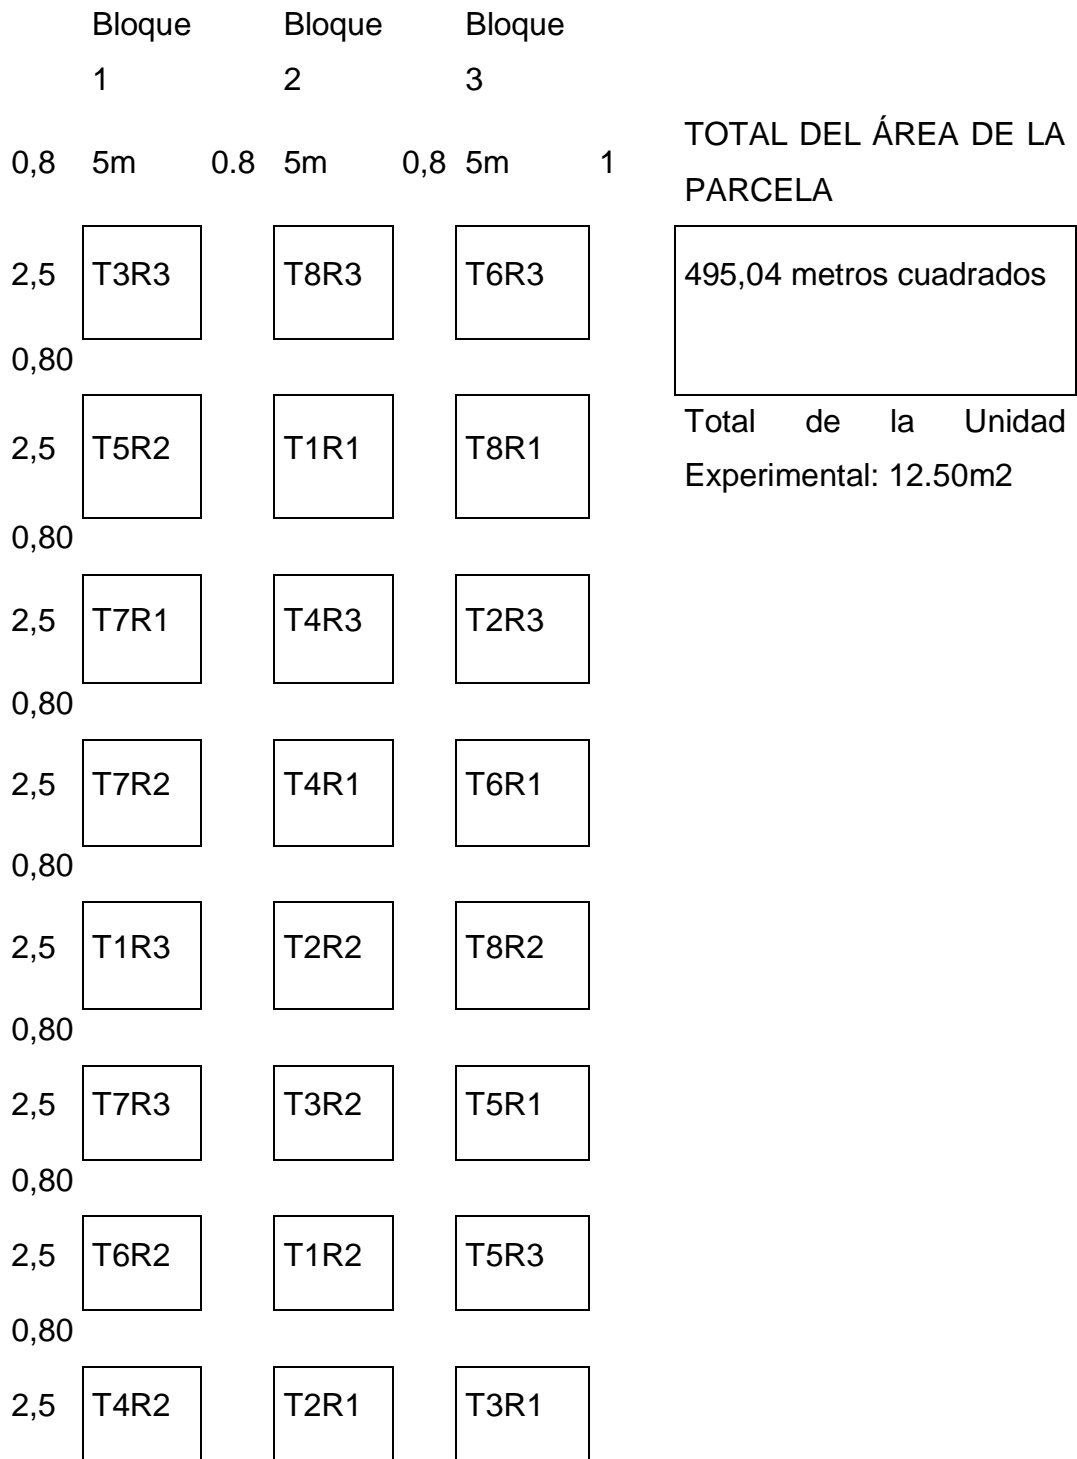 Bloque Bloque Bloque
1 2 3
0,8 5m 0.8 5m 0,8 5m 1
TOTAL DEL ÁREA DE LA
PARCELA
2,5 T3R3 T8R3 T6R3
495,04 metros cuadrados
0,80
Total de la Unidad
Experimental: 12.50m2
2,5 T5R2 T1R1 T8R1
0,80
2,5 T7R1 T4R3 T2R3
0,80
2,5 T7R2 T4R1 T6R1
0,80
2,5 T1R3 T2R2 T8R2
0,80
2,5 T7R3 T3R2 T5R1
0,80
2,5 T6R2 T1R2 T5R3
0,80
2,5 T4R2 T2R1 T3R1